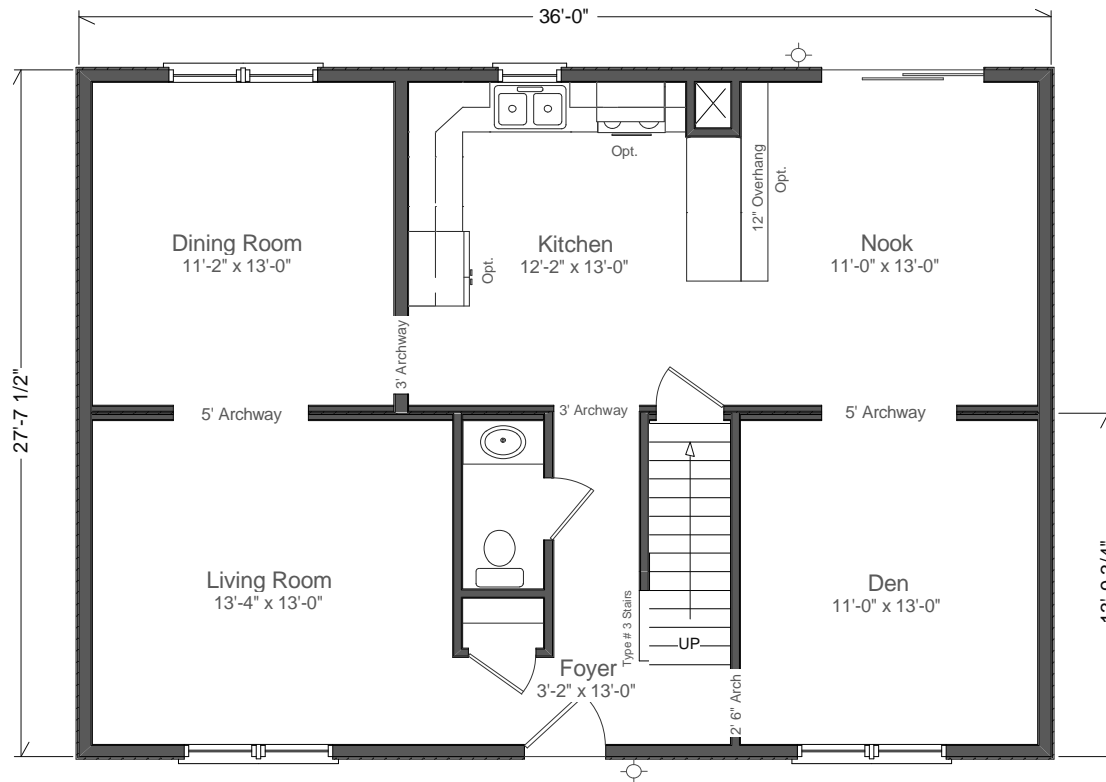 36'-0"
27'-7 1/2"
Opt.
12" Overhang
Opt.
Dining Room
11'-2" x 13'-0"
Kitchen
12'-2" x 13'-0"
Opt.
Nook
11'-0" x 13'-0"
3' Archway
5' Archway
3' Archway
5' Archway
Living Room
13'-4" x 13'-0"
Type # 3 Stairs
UP
Den
11'-0" x 13'-0"
Foyer
3'-2" x 13'-0"
2' 6" Arch